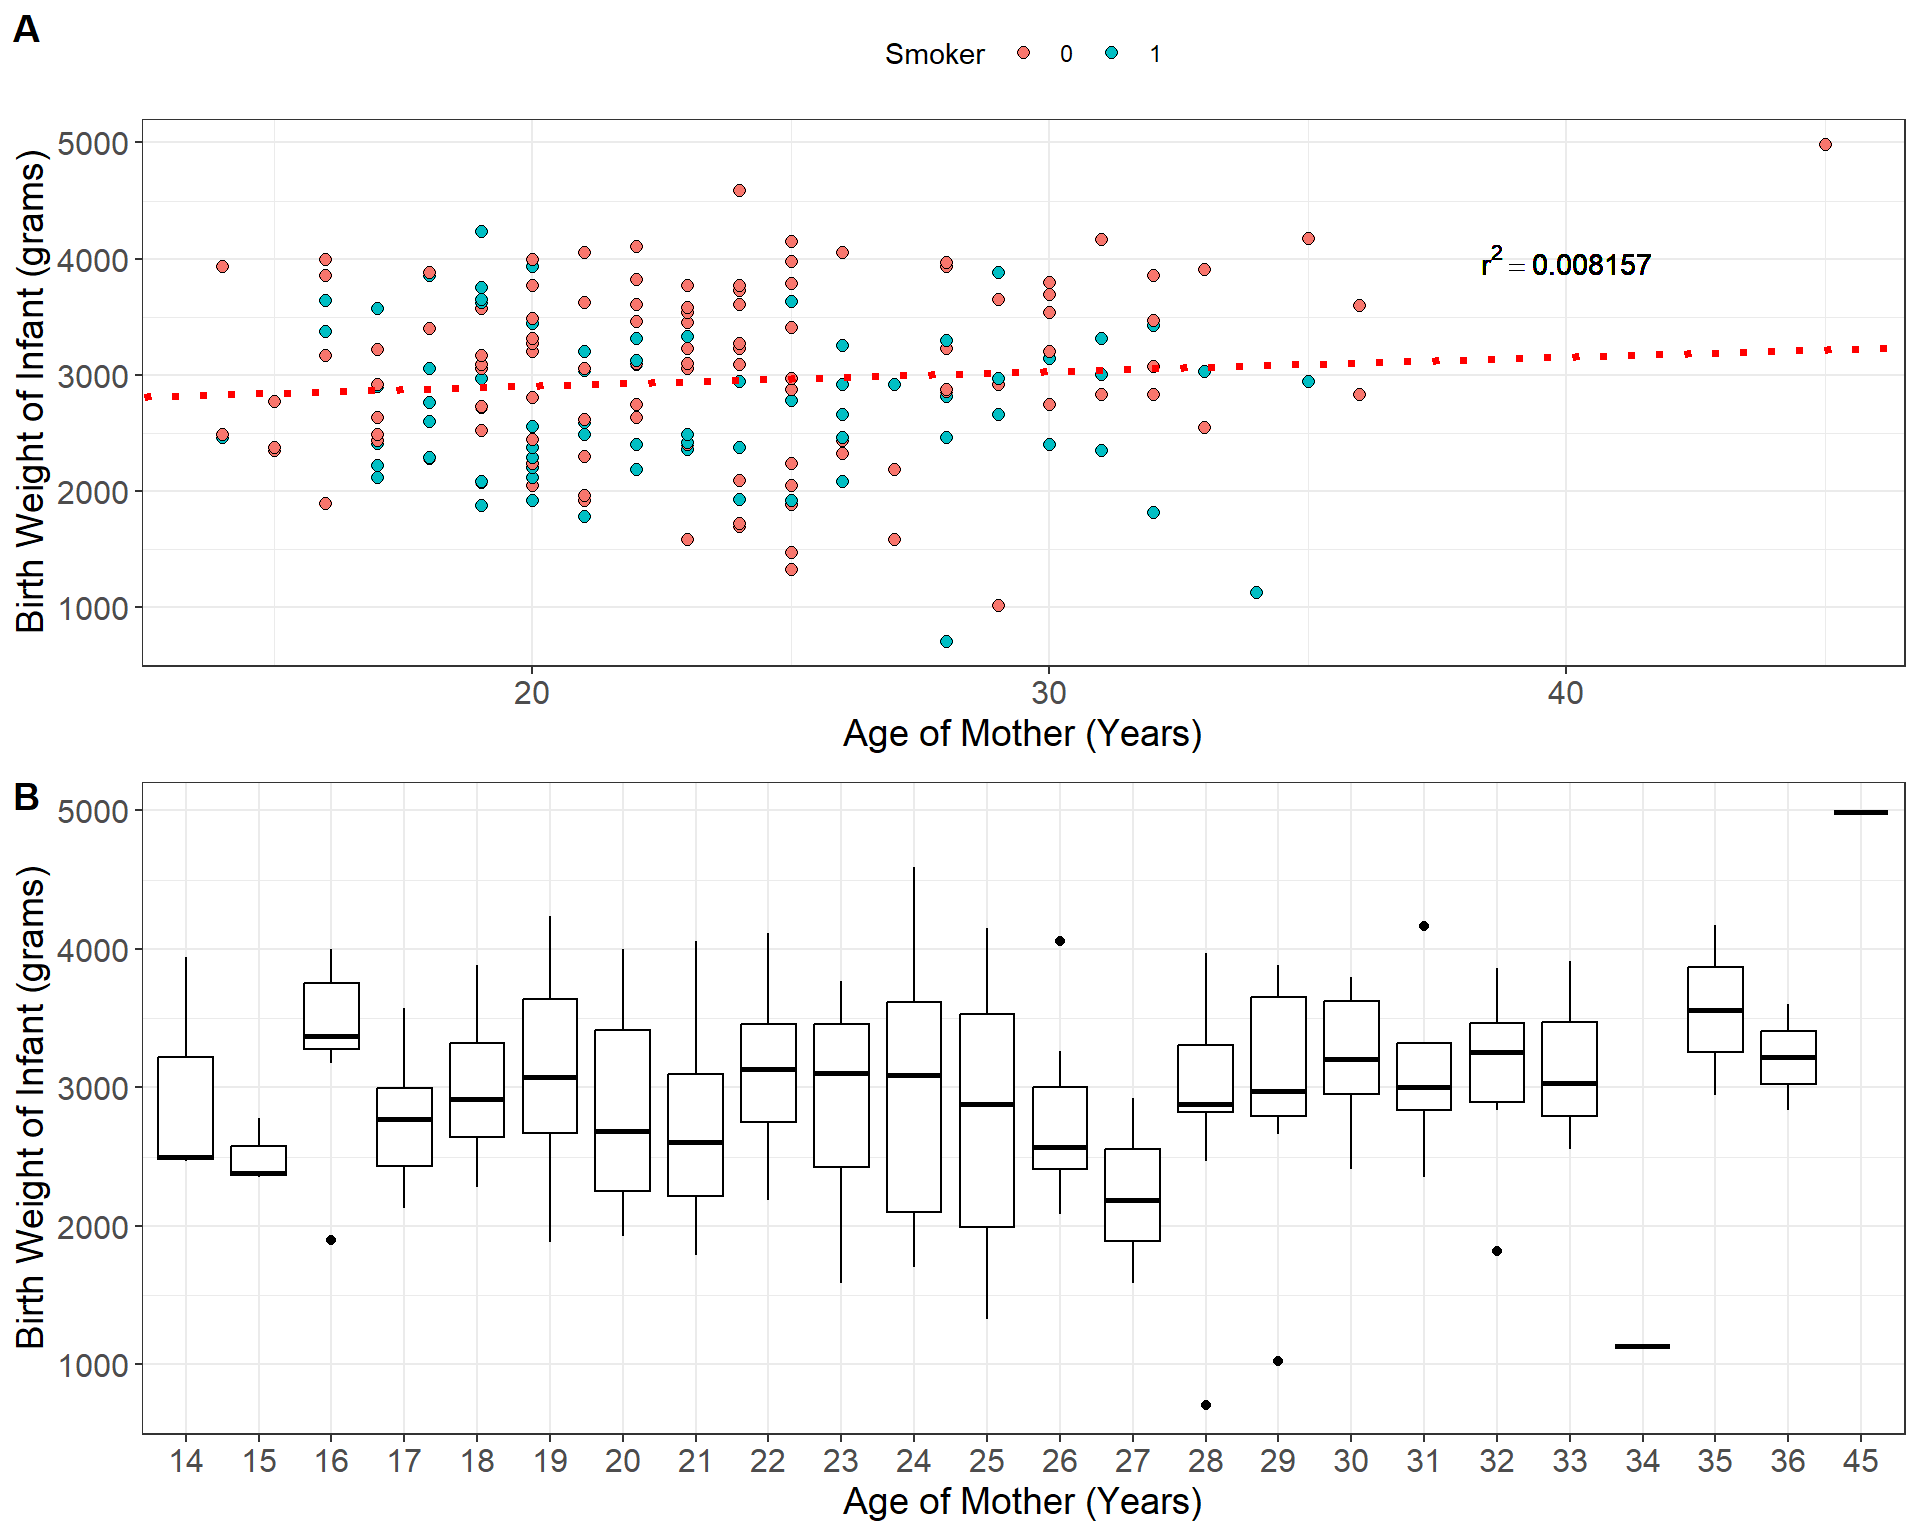 A
Smoker 0 1
Birth Weight of Infant (grams)
5000
4000
3000
2000
1000
r² = 0.008157
20 30 40
Age of Mother (Years)
B
Birth Weight of Infant (grams)
5000
4000
3000
2000
1000
14 15 16 17 18 19 20 21 22 23 24 25 26 27 28 29 30 31 32 33 34 35 36 45
Age of Mother (Years)